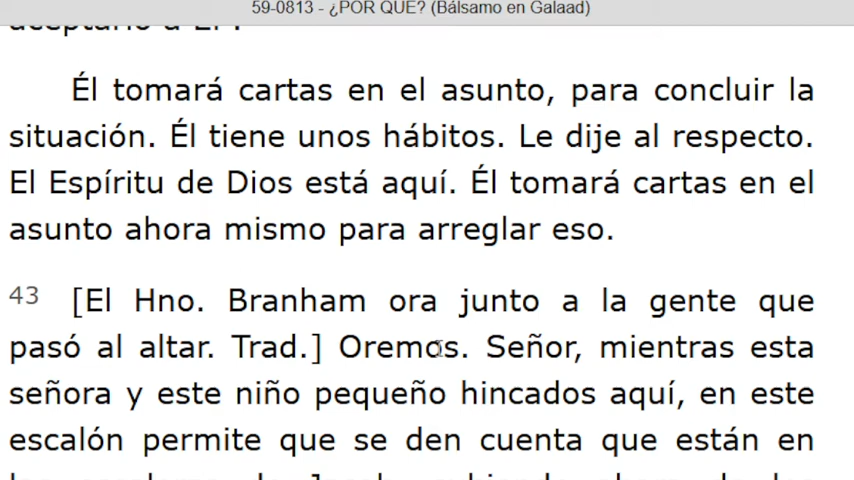 59-0813 - ¿POR QUE? (Bálsamo en Galaad)
Él tomará cartas en el asunto, para concluir la
situación. Él tiene unos hábitos. Le dije al respecto.
El Espíritu de Dios está aquí. Él tomará cartas en el
asunto ahora mismo para arreglar eso.
43 [El Hno. Branham ora junto a la gente que
pasó al altar. Trad.] Oremos. Señor, mientras esta
señora y este niño pequeño hincados aquí, en este
escalón permite que se den cuenta que están en